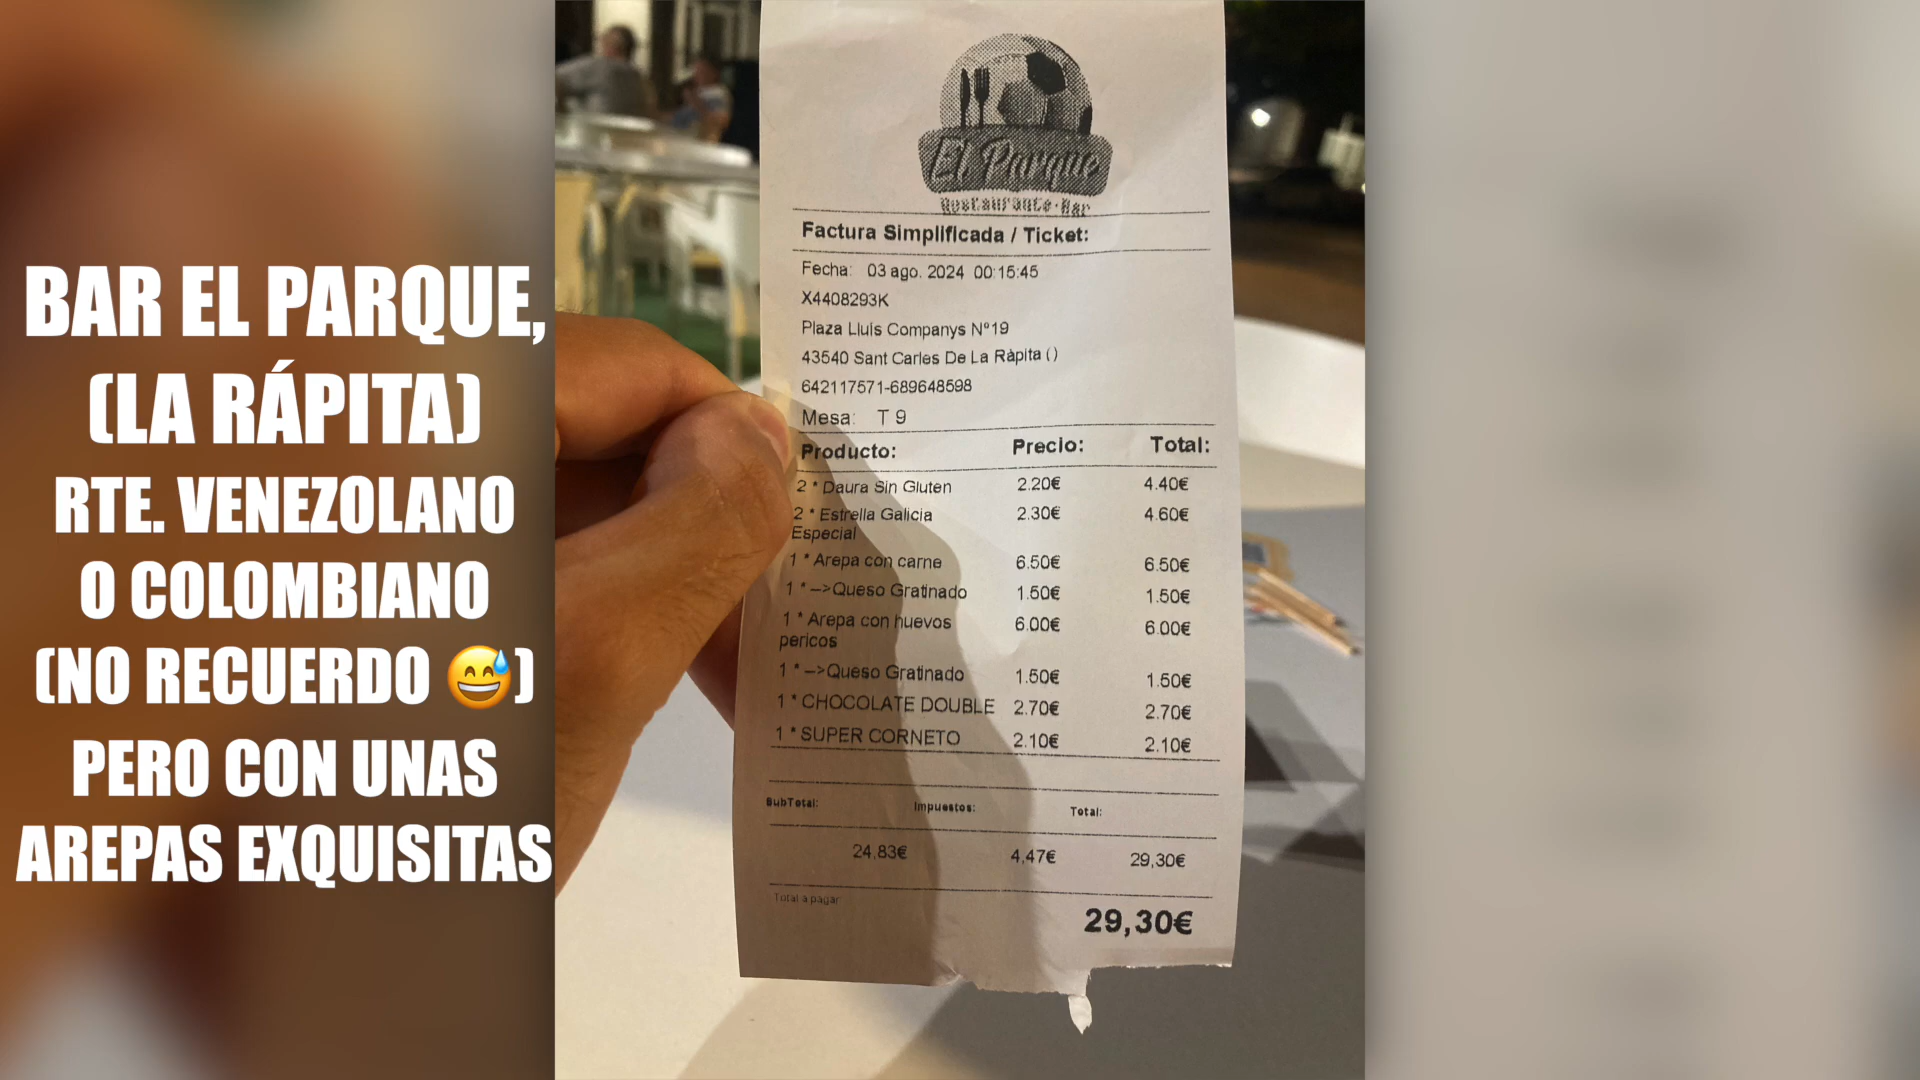 BAR EL PARQUE,
(LA RÁPITA)
RTE. VENEZOLANO
O COLOMBIANO
(NO RECUERDO 😅)
PERO CON UNAS
AREPAS EXQUISITAS
El Parque
Restaurante·Bar
Factura Simplificada / Ticket:
Fecha: 03 ago. 2024 00:15:45
X4408293K
Plaza Lluis Companys Nº19
43540 Sant Carles De La Ràpita ()
642117571-689648598
Mesa: T 9
Producto: Precio: Total:
2 * Daura Sin Gluten 2.20€ 4.40€
2 * Estrella Galicia 2.30€ 4.60€
Especial
1 * Arepa con carne 6.50€ 6.50€
1 * -->Queso Gratinado 1.50€ 1.50€
1 * Arepa con huevos 6.00€ 6.00€
pericos
1 * -->Queso Gratinado 1.50€ 1.50€
1 * CHOCOLATE DOUBLE 2.70€ 2.70€
1 * SUPER CORNETO 2.10€ 2.10€
SubTotal: Impuestos: Total:
24,83€ 4,47€ 29,30€
Total a pagar
29,30€